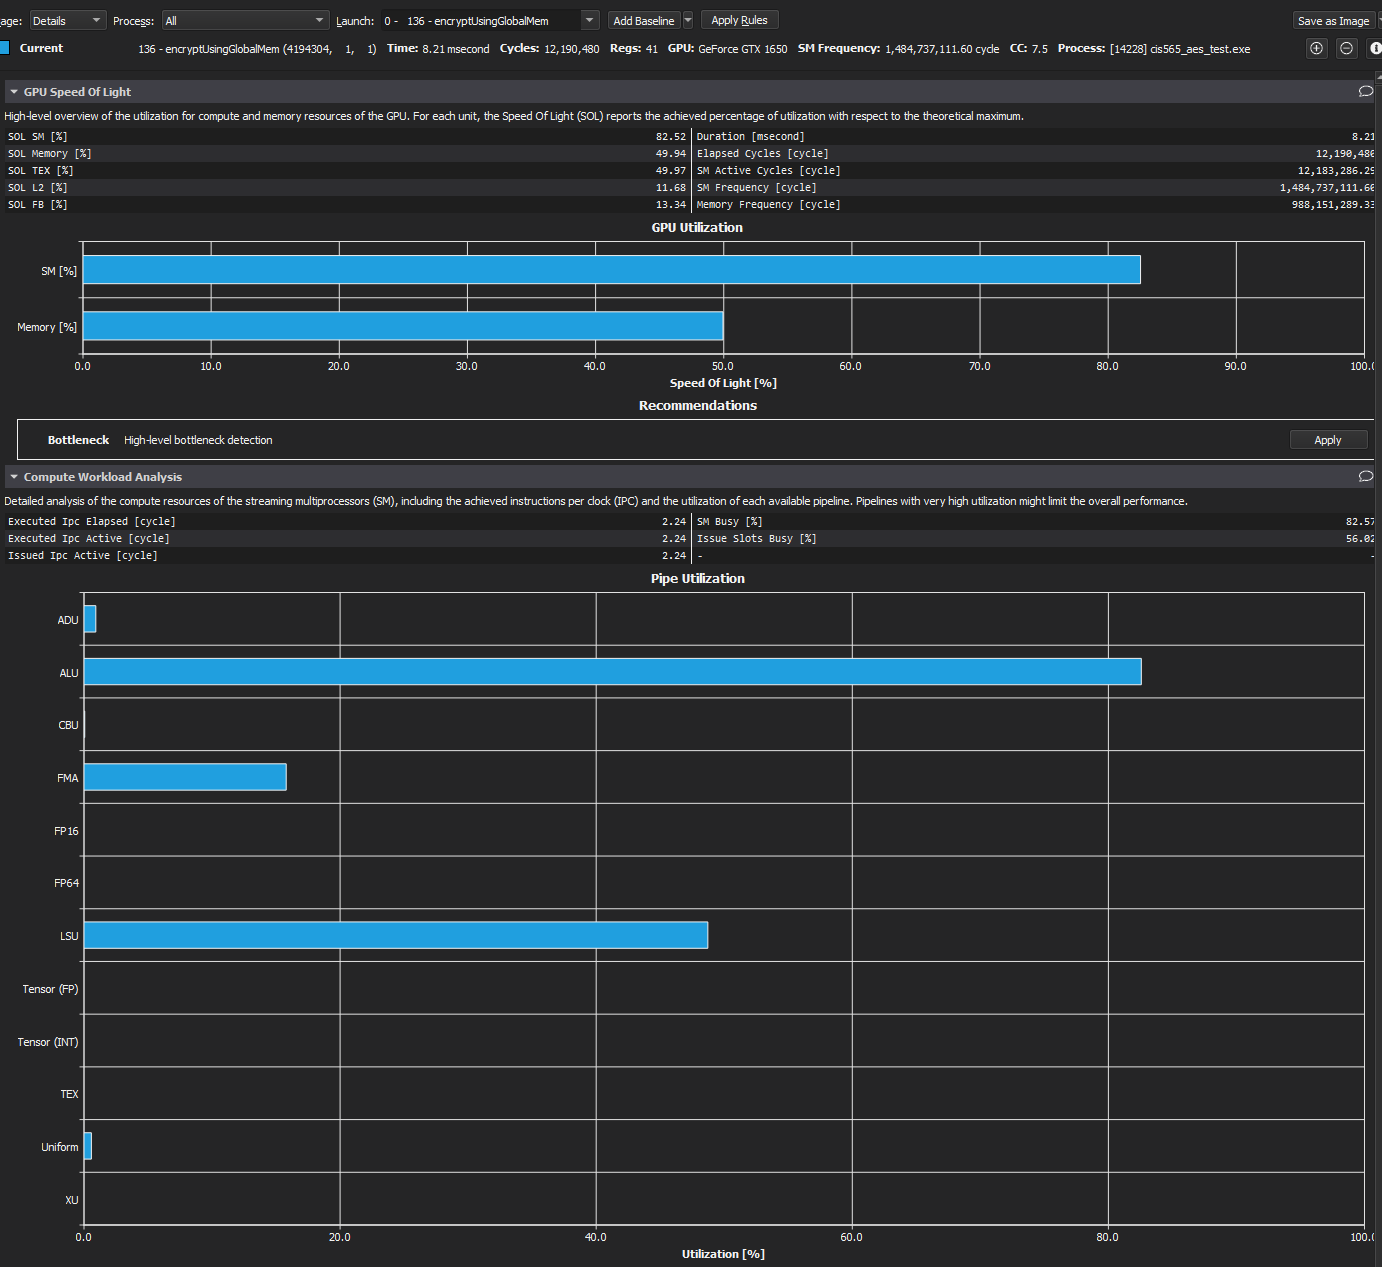 age: Details Process: All Launch: 0 - 136 - encryptUsingGlobalMem Add Baseline Apply Rules Save as Image
Current 136 - encryptUsingGlobalMem (4194304, 1, 1) Time: 8.21 msecond Cycles: 12,190,480 Regs: 41 GPU: GeForce GTX 1650 SM Frequency: 1,484,737,111.60 cycle CC: 7.5 Process: [14228] cis565_aes_test.exe
GPU Speed Of Light
High-level overview of the utilization for compute and memory resources of the GPU. For each unit, the Speed Of Light (SOL) reports the achieved percentage of utilization with respect to the theoretical maximum.
SOL SM [%] 82.52 Duration [msecond] 8.21
SOL Memory [%] 49.94 Elapsed Cycles [cycle] 12,190,480
SOL TEX [%] 49.97 SM Active Cycles [cycle] 12,183,286.29
SOL L2 [%] 11.68 SM Frequency [cycle] 1,484,737,111.60
SOL FB [%] 13.34 Memory Frequency [cycle] 988,151,289.33
GPU Utilization
SM [%]
Memory [%]
0.0 10.0 20.0 30.0 40.0 50.0 60.0 70.0 80.0 90.0 100.0
Speed Of Light [%]
Recommendations
Bottleneck High-level bottleneck detection Apply
Compute Workload Analysis
Detailed analysis of the compute resources of the streaming multiprocessors (SM), including the achieved instructions per clock (IPC) and the utilization of each available pipeline. Pipelines with very high utilization might limit the overall performance.
Executed Ipc Elapsed [cycle] 2.24 SM Busy [%] 82.57
Executed Ipc Active [cycle] 2.24 Issue Slots Busy [%] 56.02
Issued Ipc Active [cycle] 2.24 - -
Pipe Utilization
ADU
ALU
CBU
FMA
FP16
FP64
LSU
Tensor (FP)
Tensor (INT)
TEX
Uniform
XU
0.0 20.0 40.0 60.0 80.0 100.0
Utilization [%]